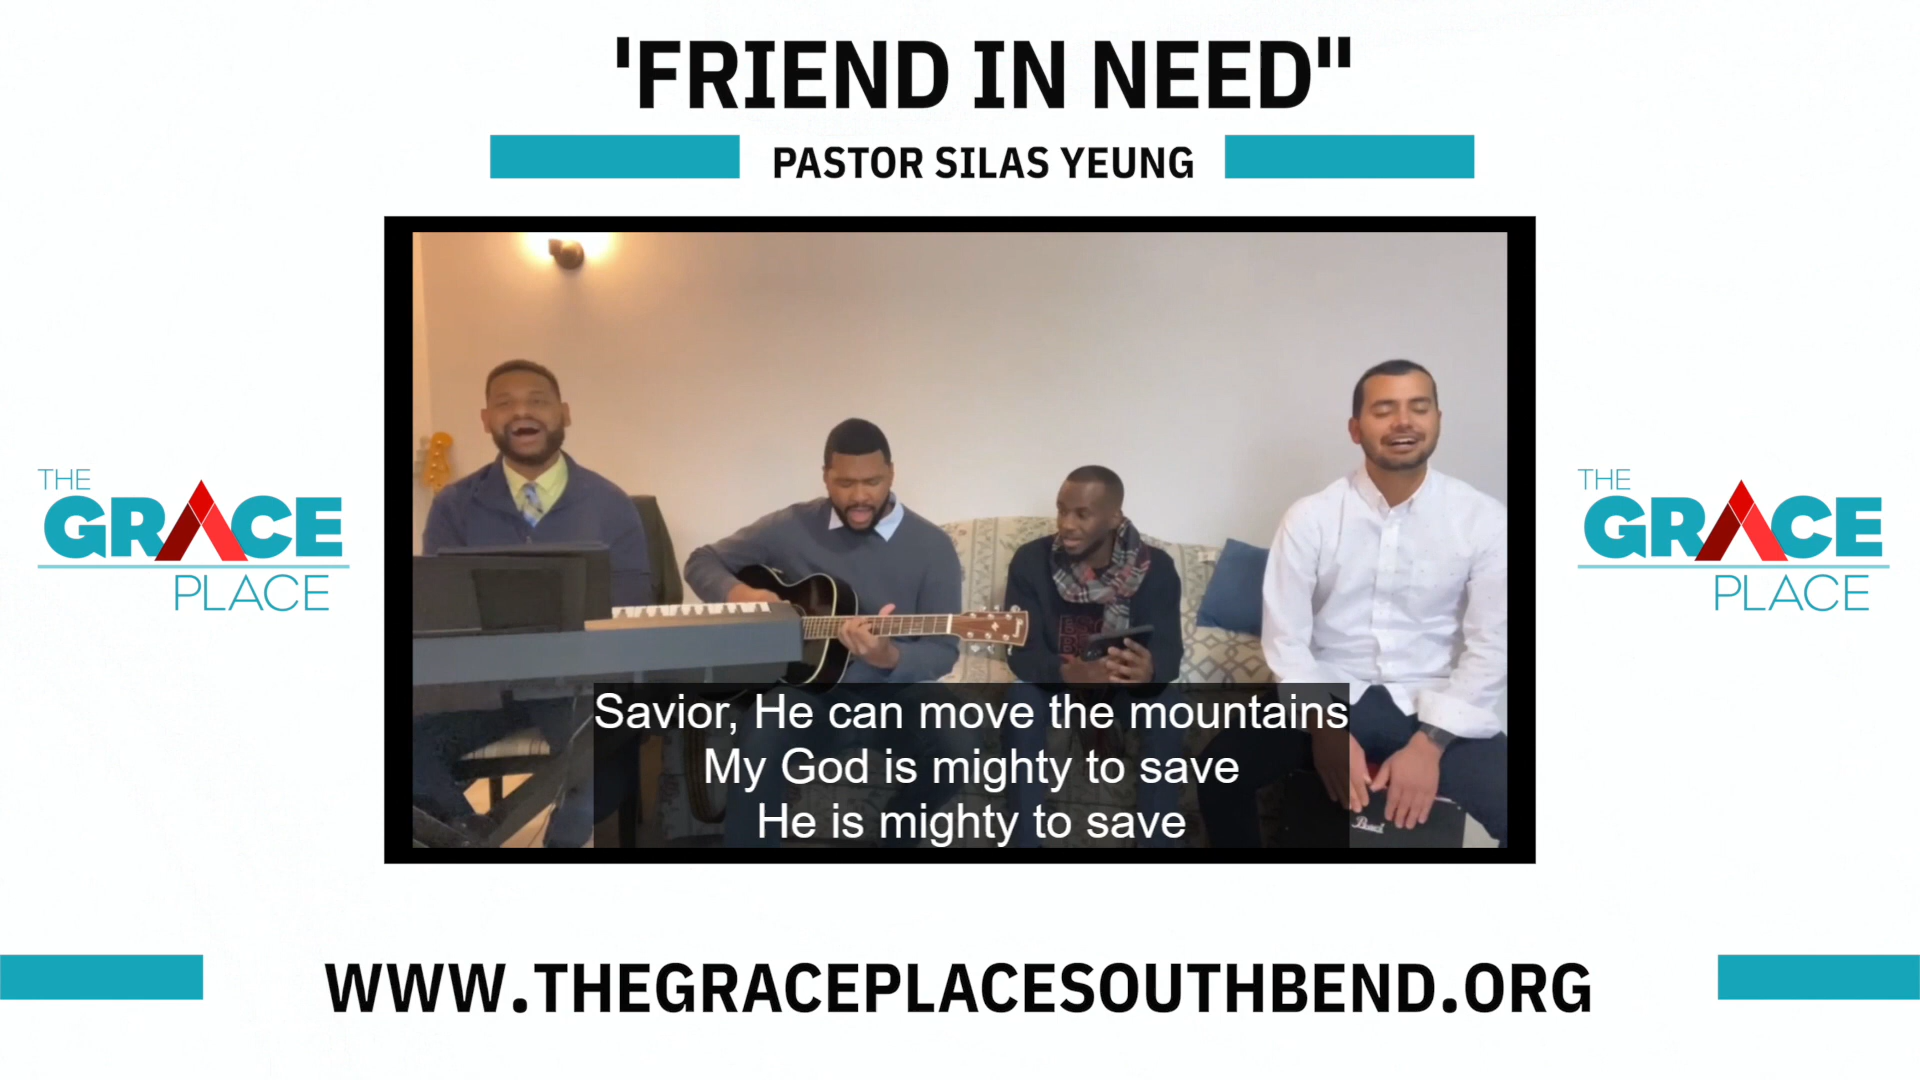 'FRIEND IN NEED"
PASTOR SILAS YEUNG
THE
GRACE
PLACE
THE
GRACE
PLACE
Savior, He can move the mountains
My God is mighty to save
He is mighty to save
WWW.THEGRACEPLACESOUTHBEND.ORG